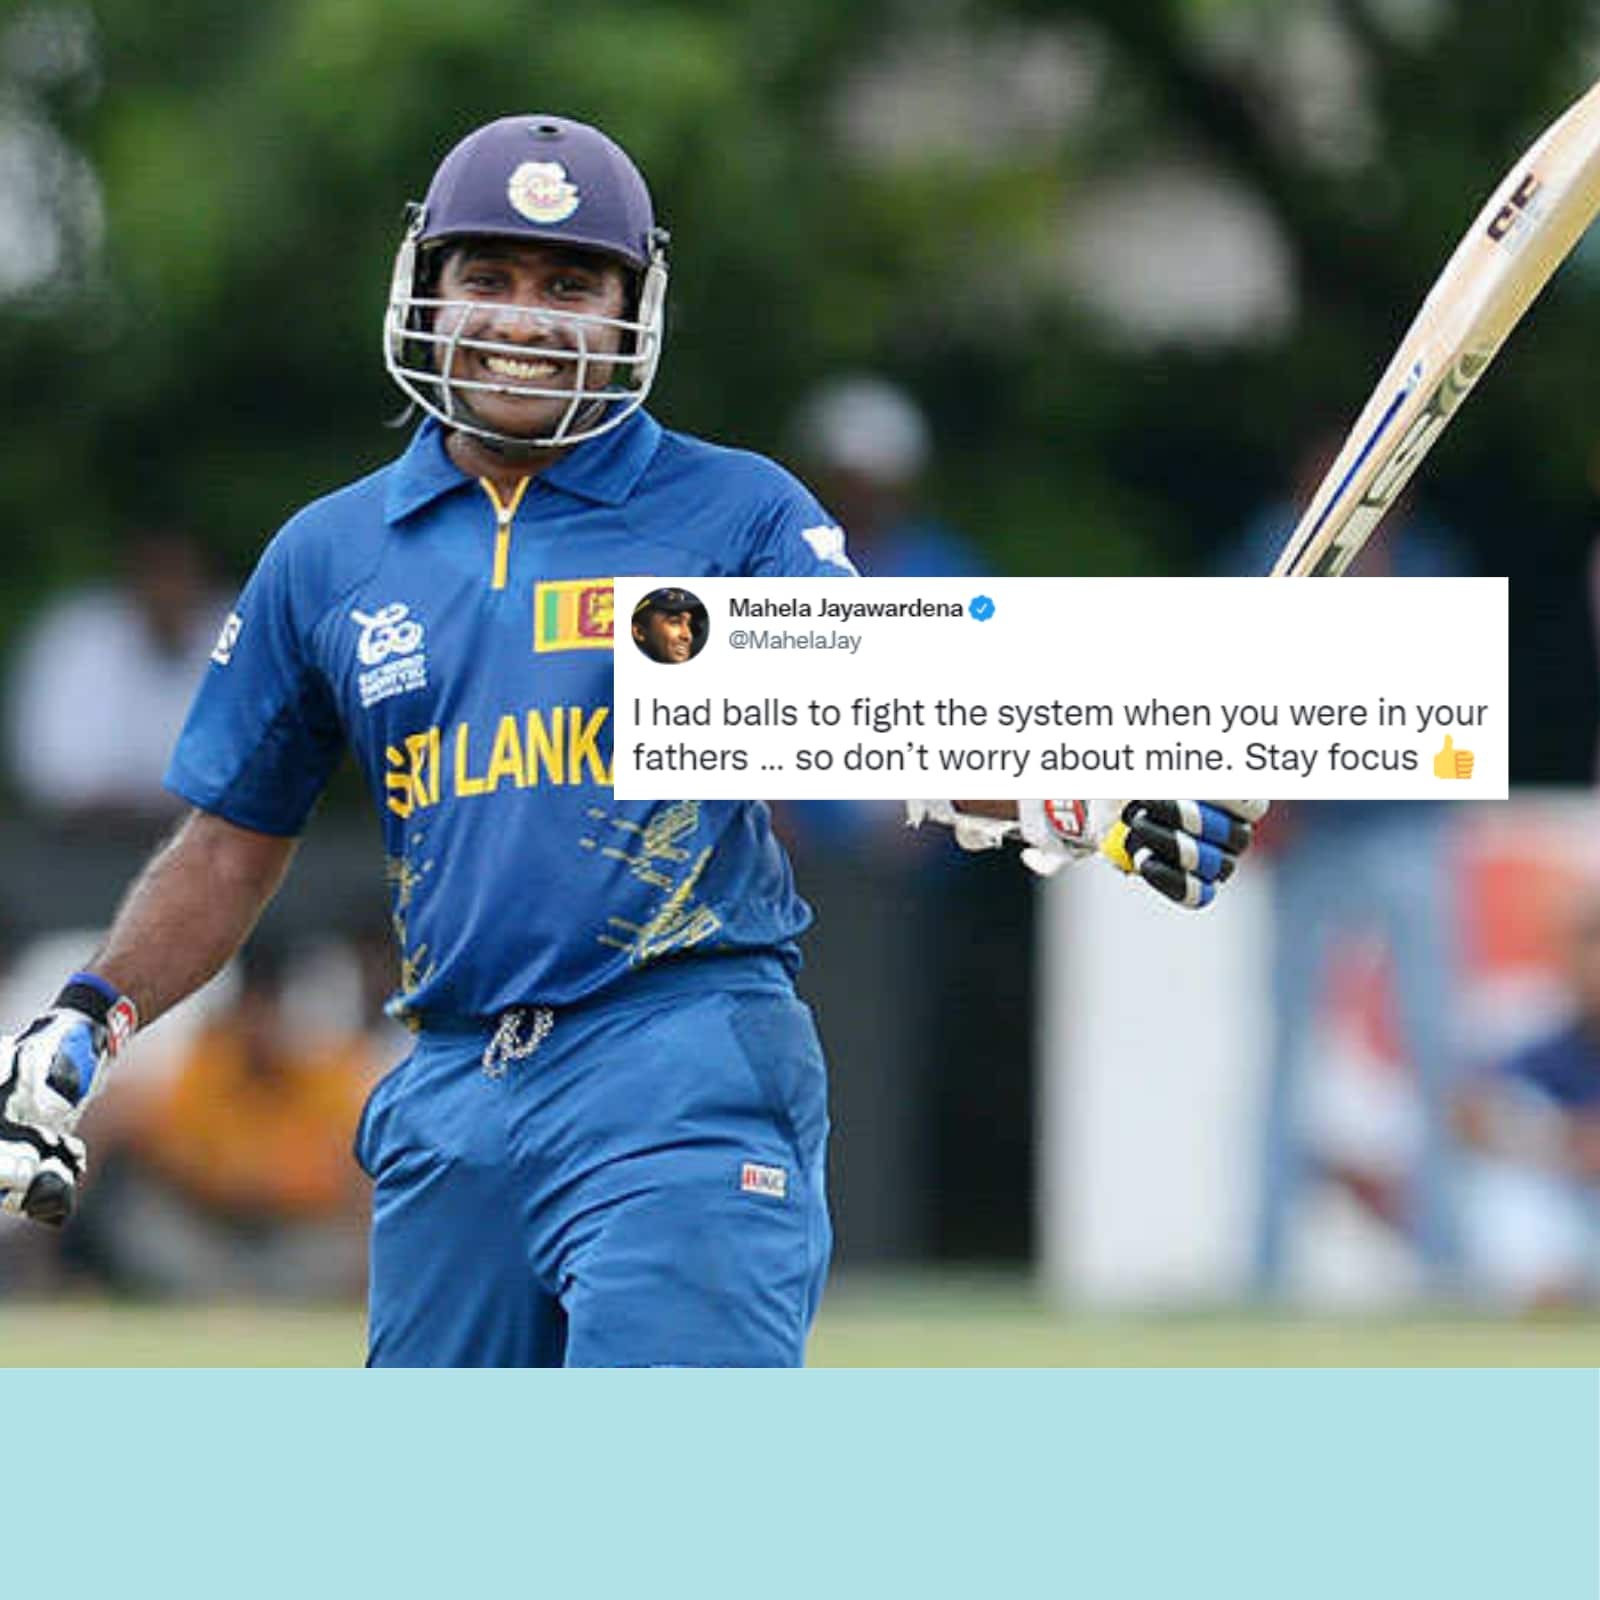 SRI LANK
Mahela Jayawardena
@MahelaJay
I had balls to fight the system when you were in your
fathers ... so don’t worry about mine. Stay focus 👍